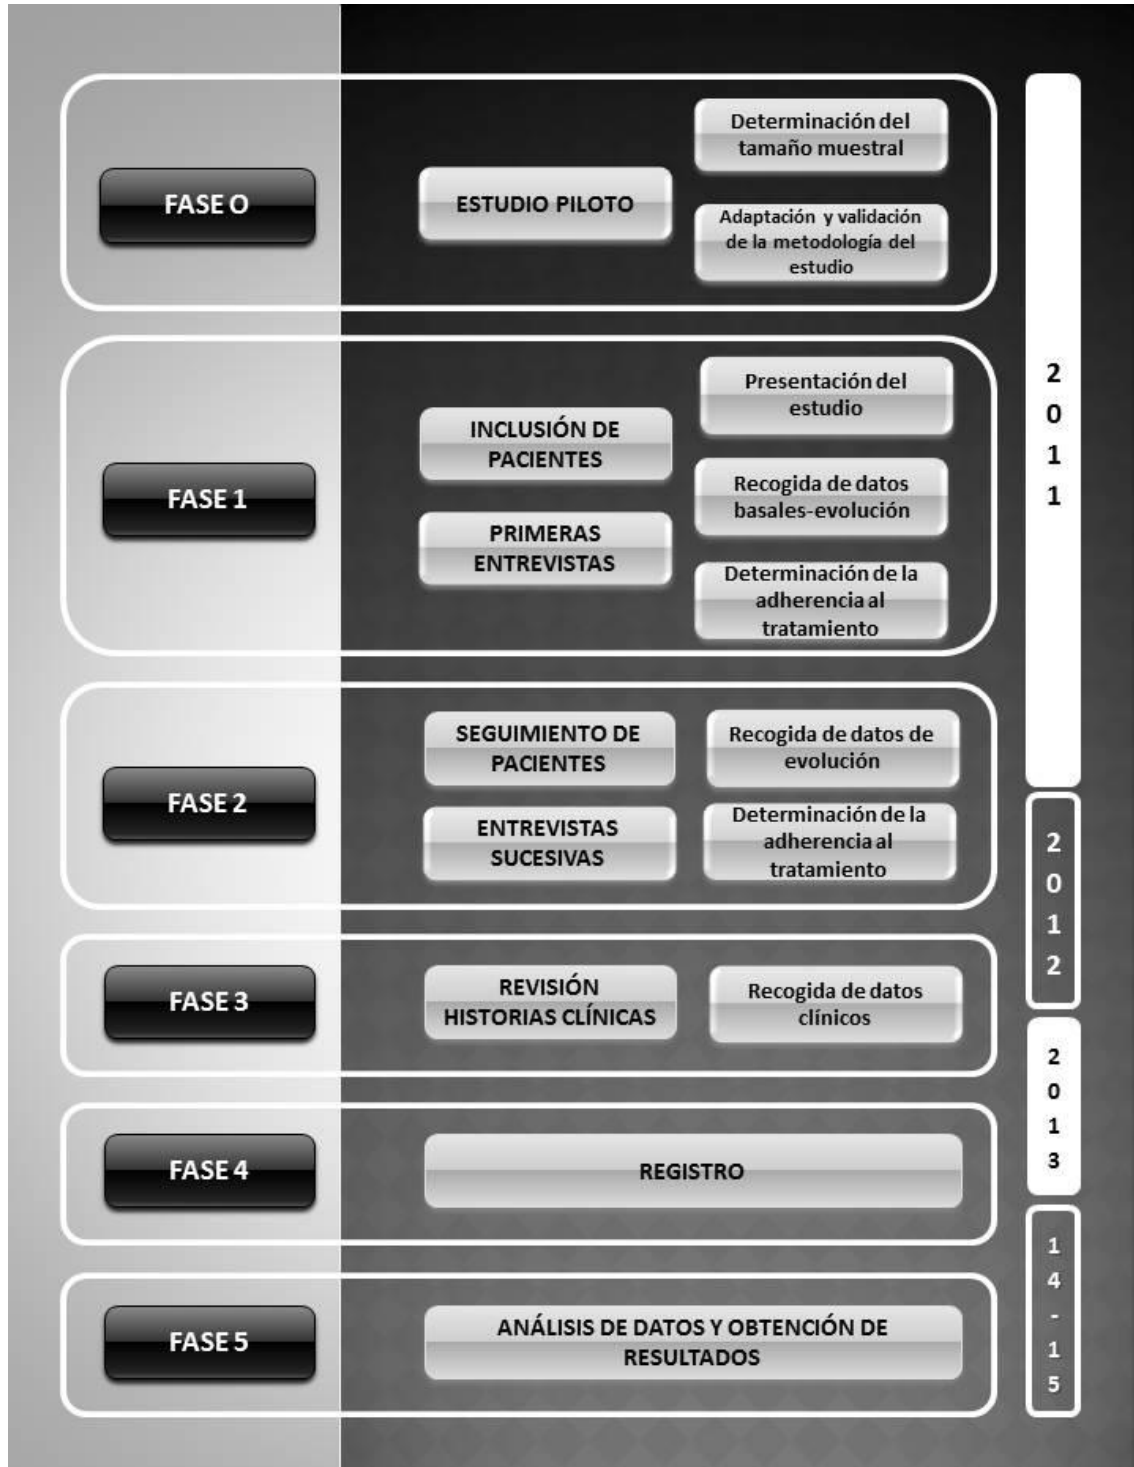 FASE O
ESTUDIO PILOTO
Determinación del
tamaño muestral
Adaptación y validación
de la metodología del
estudio
FASE 1
INCLUSIÓN DE
PACIENTES
PRIMERAS
ENTREVISTAS
Presentación del
estudio
Recogida de datos
basales-evolución
Determinación de la
adherencia al
tratamiento
2
0
1
1
FASE 2
SEGUIMIENTO DE
PACIENTES
ENTREVISTAS
SUCESIVAS
Recogida de datos de
evolución
Determinación de la
adherencia al
tratamiento
2
0
1
2
FASE 3
REVISIÓN
HISTORIAS CLÍNICAS
Recogida de datos
clínicos
2
0
1
3
FASE 4
REGISTRO
FASE 5
ANÁLISIS DE DATOS Y OBTENCIÓN DE
RESULTADOS
1
4
-
1
5